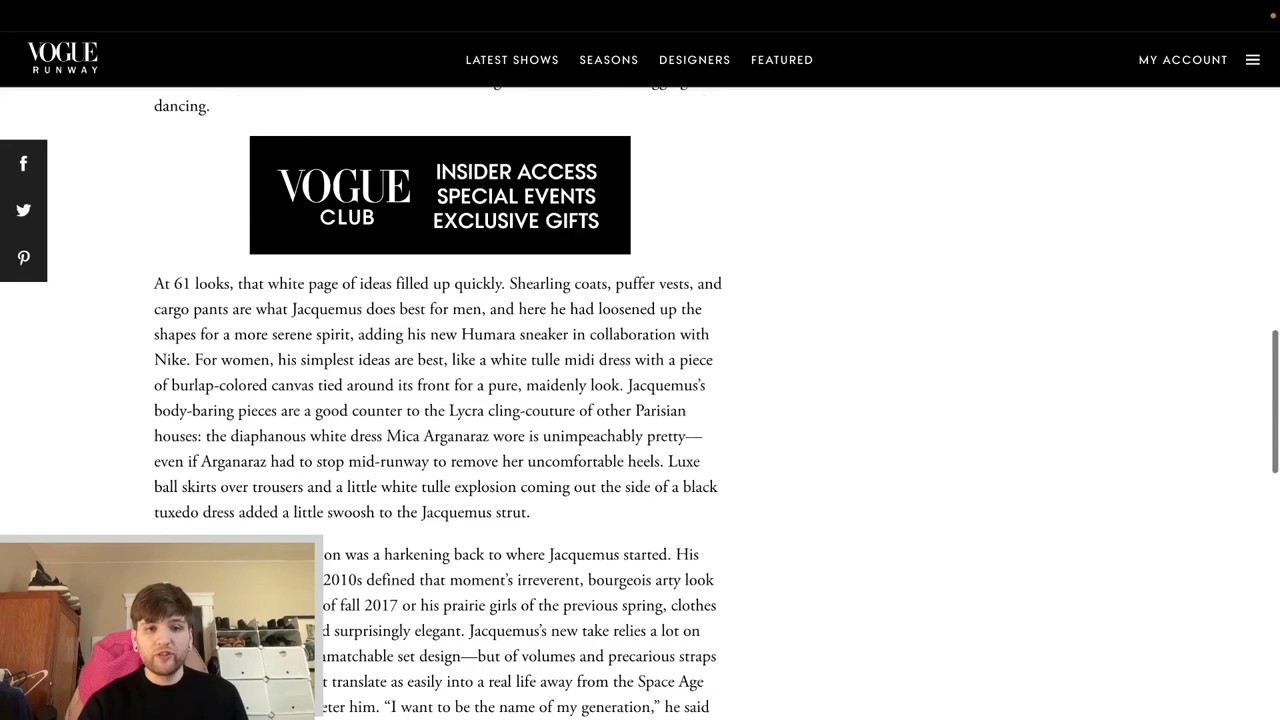 VOGUE
RUNWAY
LATEST SHOWS SEASONS DESIGNERS FEATURED
MY ACCOUNT
dancing.
VOGUE
CLUB
INSIDER ACCESS
SPECIAL EVENTS
EXCLUSIVE GIFTS
At 61 looks, that white page of ideas filled up quickly. Shearling coats, puffer vests, and
cargo pants are what Jacquemus does best for men, and here he had loosened up the
shapes for a more serene spirit, adding his new Humara sneaker in collaboration with
Nike. For women, his simplest ideas are best, like a white tulle midi dress with a piece
of burlap-colored canvas tied around its front for a pure, maidenly look. Jacquemus’s
body-baring pieces are a good counter to the Lycra cling-couture of other Parisian
houses: the diaphanous white dress Mica Arganaraz wore is unimpeachably pretty—
even if Arganaraz had to stop mid-runway to remove her uncomfortable heels. Luxe
ball skirts over trousers and a little white tulle explosion coming out the side of a black
tuxedo dress added a little swoosh to the Jacquemus strut.
on was a harkening back to where Jacquemus started. His
2010s defined that moment’s irreverent, bourgeois arty look
of fall 2017 or his prairie girls of the previous spring, clothes
d surprisingly elegant. Jacquemus’s new take relies a lot on
nmatchable set design—but of volumes and precarious straps
t translate as easily into a real life away from the Space Age
eter him. “I want to be the name of my generation,” he said